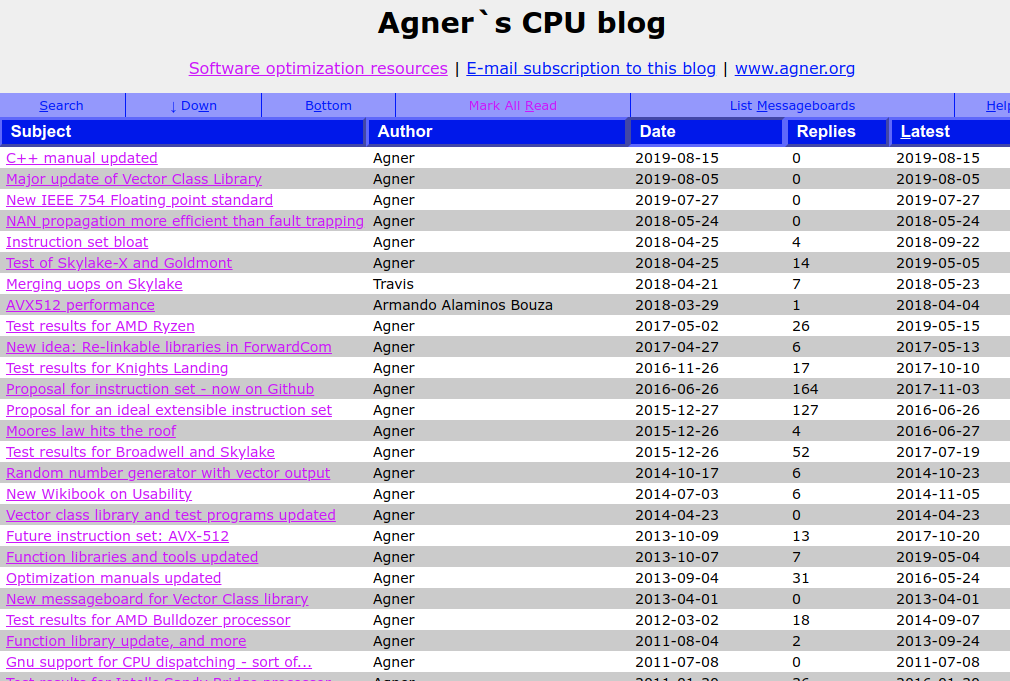 Agner`s CPU blog
Software optimization resources | E-mail subscription to this blog | www.agner.org
Search ↓ Down Bottom Mark All Read List Messageboards Help
Subject Author Date Replies Latest
C++ manual updated Agner 2019-08-15 0 2019-08-15
Major update of Vector Class Library Agner 2019-08-05 0 2019-08-05
New IEEE 754 Floating point standard Agner 2019-07-27 0 2019-07-27
NAN propagation more efficient than fault trapping Agner 2018-05-24 0 2018-05-24
Instruction set bloat Agner 2018-04-25 4 2018-09-22
Test of Skylake-X and Goldmont Agner 2018-04-25 14 2019-05-05
Merging uops on Skylake Travis 2018-04-21 7 2018-05-23
AVX512 performance Armando Alaminos Bouza 2018-03-29 1 2018-04-04
Test results for AMD Ryzen Agner 2017-05-02 26 2019-05-15
New idea: Re-linkable libraries in ForwardCom Agner 2017-04-27 6 2017-05-13
Test results for Knights Landing Agner 2016-11-26 17 2017-10-10
Proposal for instruction set - now on Github Agner 2016-06-26 164 2017-11-03
Proposal for an ideal extensible instruction set Agner 2015-12-27 127 2016-06-26
Moores law hits the roof Agner 2015-12-26 4 2016-06-27
Test results for Broadwell and Skylake Agner 2015-12-26 52 2017-07-19
Random number generator with vector output Agner 2014-10-17 6 2014-10-23
New Wikibook on Usability Agner 2014-07-03 6 2014-11-05
Vector class library and test programs updated Agner 2014-04-23 0 2014-04-23
Future instruction set: AVX-512 Agner 2013-10-09 13 2017-10-20
Function libraries and tools updated Agner 2013-10-07 7 2019-05-04
Optimization manuals updated Agner 2013-09-04 31 2016-05-24
New messageboard for Vector Class library Agner 2013-04-01 0 2013-04-01
Test results for AMD Bulldozer processor Agner 2012-03-02 18 2014-09-07
Function library update, and more Agner 2011-08-04 2 2013-09-24
Gnu support for CPU dispatching - sort of... Agner 2011-07-08 0 2011-07-08